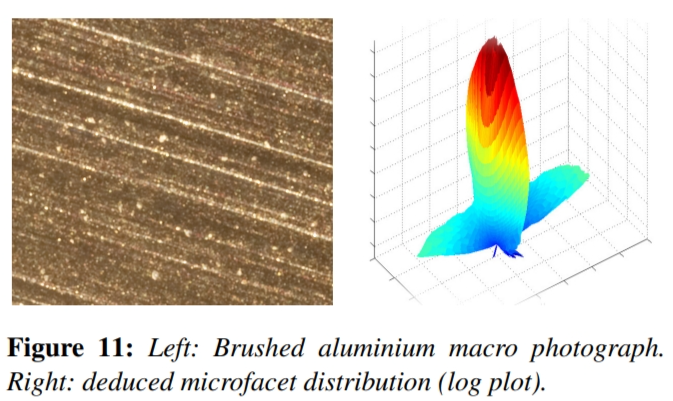 Figure 11: Left: Brushed aluminium macro photograph.
Right: deduced microfacet distribution (log plot).